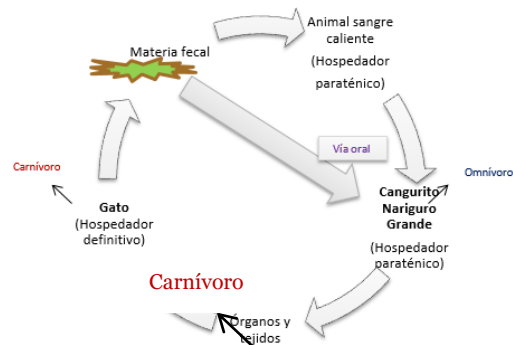 Animal sangre
caliente
(Hospedador
paraténico)
Materia fecal
Vía oral
Carnívoro
Omnívoro
Gato
(Hospedador
definitivo)
Cangurito
Nariguro
Grande
(Hospedador
paraténico)
Carnívoro
Órganos y
tejidos